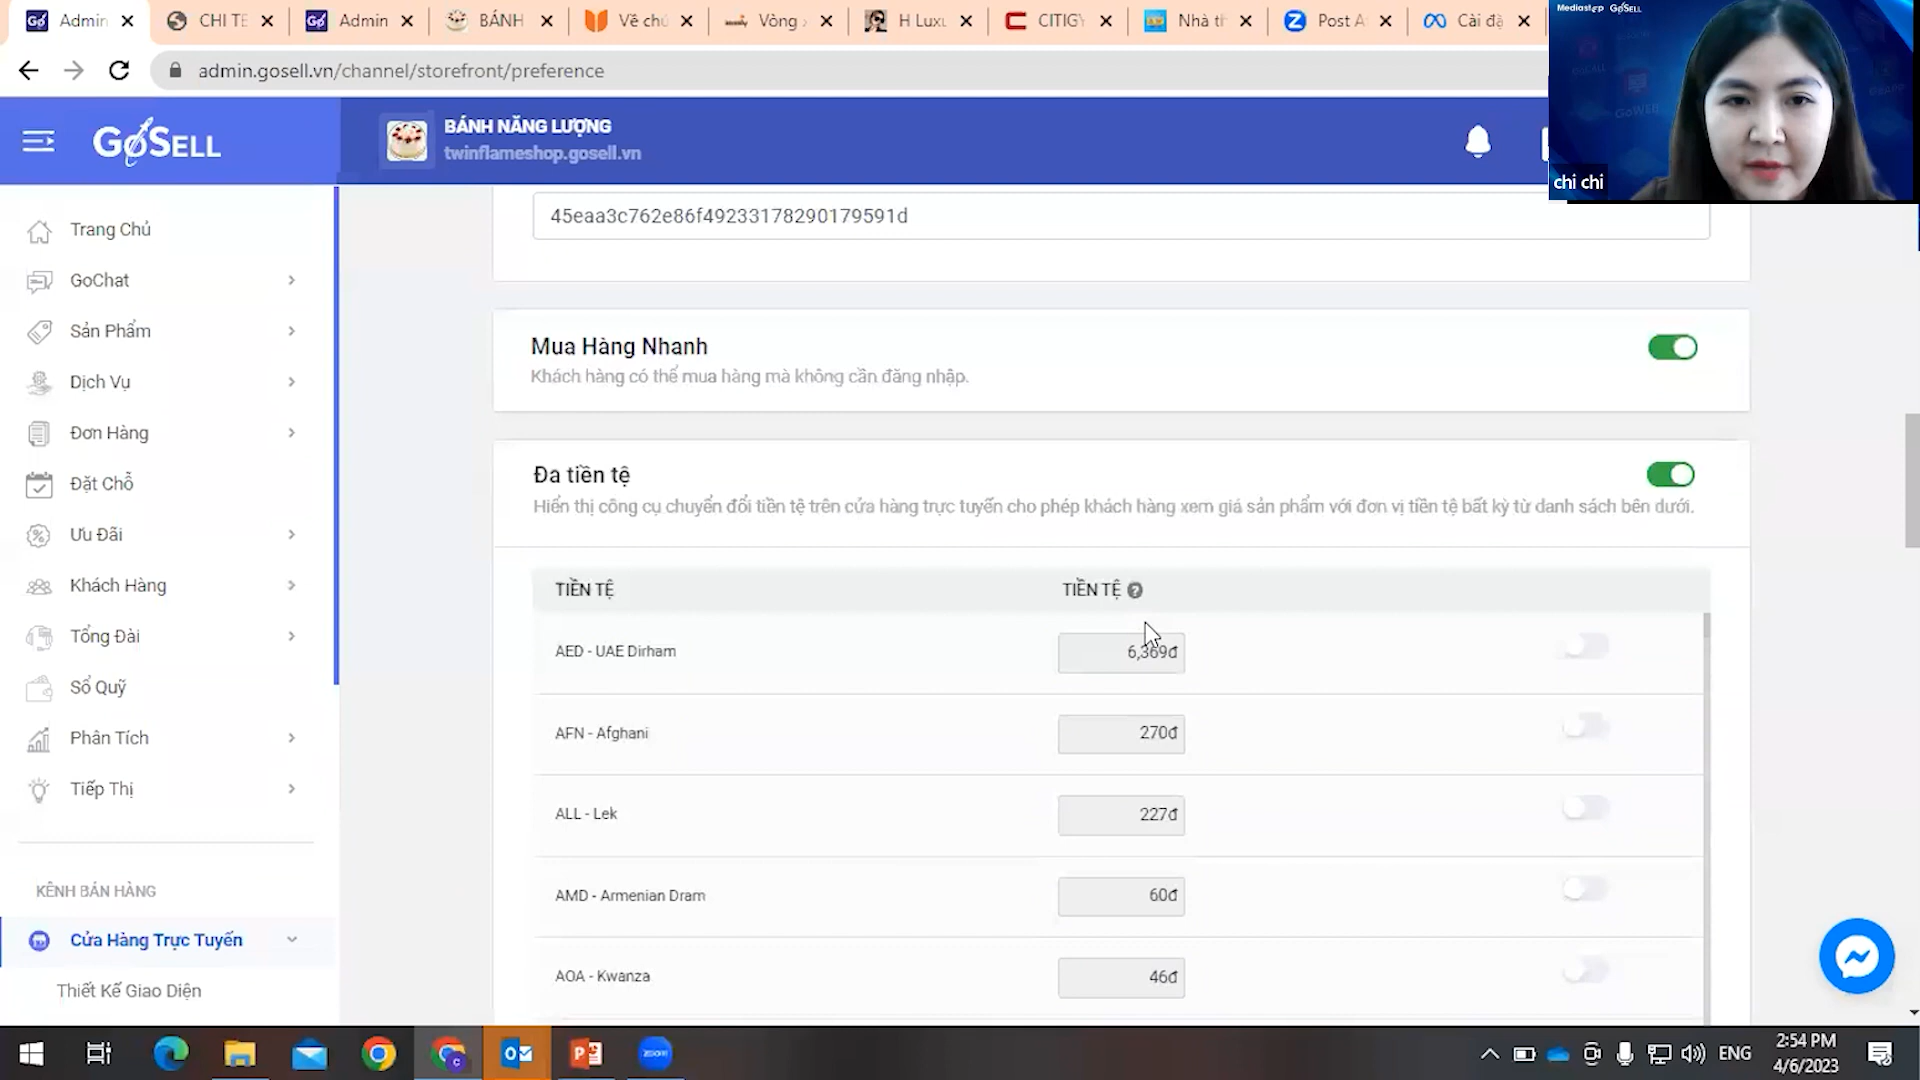 Admin
CHI TÊ
Admin
BÁNH
Về chú
Vòng
H Luxu
CITIGY
Nhà th
Post A
Cài đặ
Mediastep GoSELL
admin.gosell.vn/channel/storefront/preference
GoSELL
BÁNH NĂNG LƯỢNG
twinflameshop.gosell.vn
chi chi
45eaa3c762e86f49233178290179591d
Trang Chủ
GoChat
Sản Phẩm
Dịch Vụ
Đơn Hàng
Đặt Chỗ
Ưu Đãi
Khách Hàng
Tổng Đài
Sổ Quỹ
Phân Tích
Tiếp Thị
KÊNH BÁN HÀNG
Cửa Hàng Trực Tuyến
Thiết Kế Giao Diện
Mua Hàng Nhanh
Khách hàng có thể mua hàng mà không cần đăng nhập.
Đa tiền tệ
Hiển thị công cụ chuyển đổi tiền tệ trên cửa hàng trực tuyến cho phép khách hàng xem giá sản phẩm với đơn vị tiền tệ bất kỳ từ danh sách bên dưới.
TIỀN TỆ TIỀN TỆ ?
AED - UAE Dirham 6,369đ
AFN - Afghani 270đ
ALL - Lek 227đ
AMD - Armenian Dram 60đ
AOA - Kwanza 46đ
zoom
ENG
2:54 PM
4/6/2023